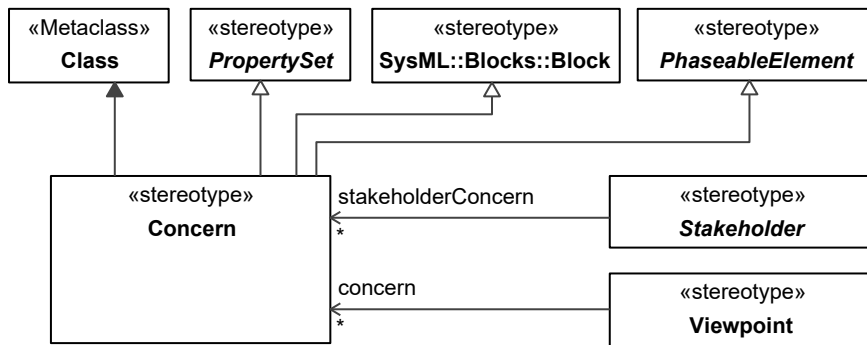 «Metaclass»
Class
«stereotype»
PropertySet
«stereotype»
SysML::Blocks::Block
«stereotype»
PhaseableElement
«stereotype»
Concern
stakeholderConcern
*
«stereotype»
Stakeholder
concern
*
«stereotype»
Viewpoint